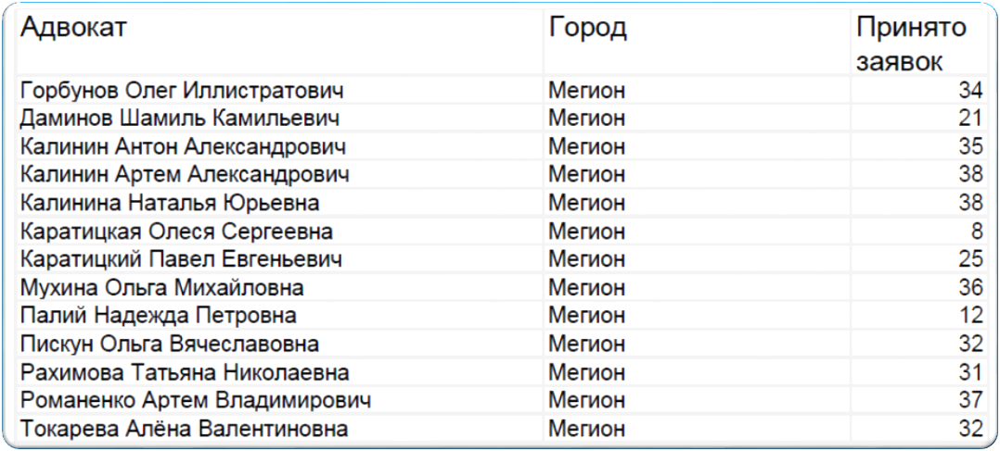 Адвокат Город Принято
заявок
Горбунов Олег Иллистратович Мегион 34
Даминов Шамиль Камильевич Мегион 21
Калинин Антон Александрович Мегион 35
Калинин Артем Александрович Мегион 38
Калинина Наталья Юрьевна Мегион 38
Каратицкая Олеся Сергеевна Мегион 8
Каратицкий Павел Евгеньевич Мегион 25
Мухина Ольга Михайловна Мегион 36
Палий Надежда Петровна Мегион 12
Пискун Ольга Вячеславовна Мегион 32
Рахимова Татьяна Николаевна Мегион 31
Романенко Артем Владимирович Мегион 37
Токарева Алёна Валентиновна Мегион 32